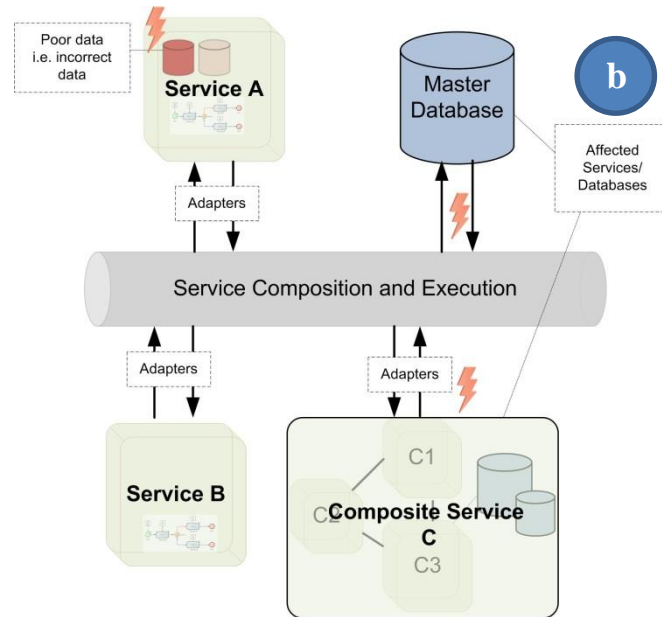 Poor data
i.e. incorrect
data
Service A
Master
Database
b
Affected
Services/
Databases
Adapters
Service Composition and Execution
Adapters
Adapters
Service B
C1
C2
Composite Service
C
C3